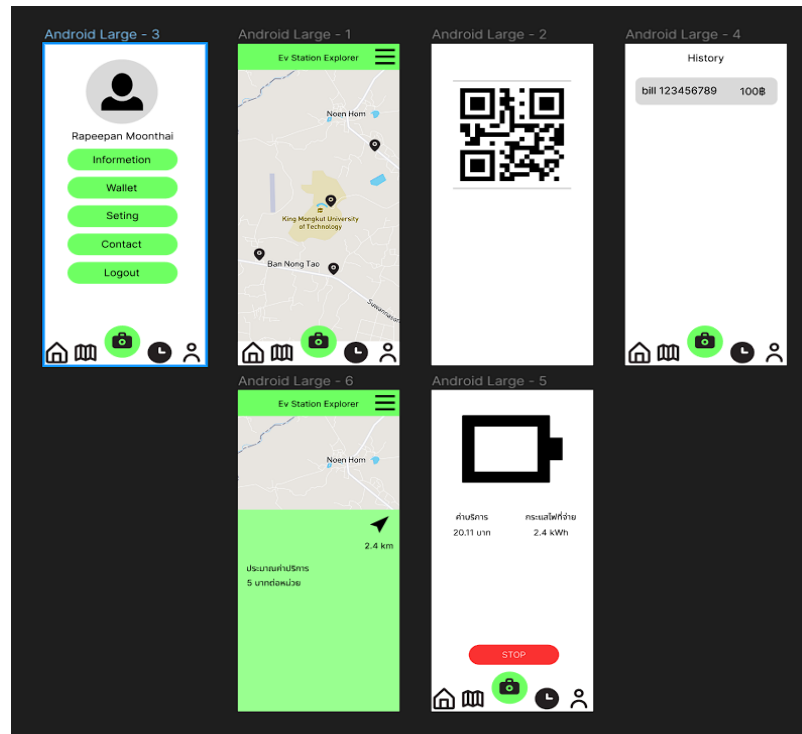 Android Large - 3
Rapeepan Moonthai
Informetion
Wallet
Seting
Contact
Logout
Android Large - 1
Ev Station Explorer
Noen Hom
King Mongkut University
of Technology
Ban Nong Tao
Suwannason
Android Large - 2
Android Large - 4
History
bill 123456789 100฿
Android Large - 6
Ev Station Explorer
Noen Hom
2.4 km
ประมาณค่าปริการ
5 บาทต่อหน่วย
Android Large - 5
ค่าบริการ กระแสไฟที่จ่าย
20.11 บาท 2.4 kWh
STOP